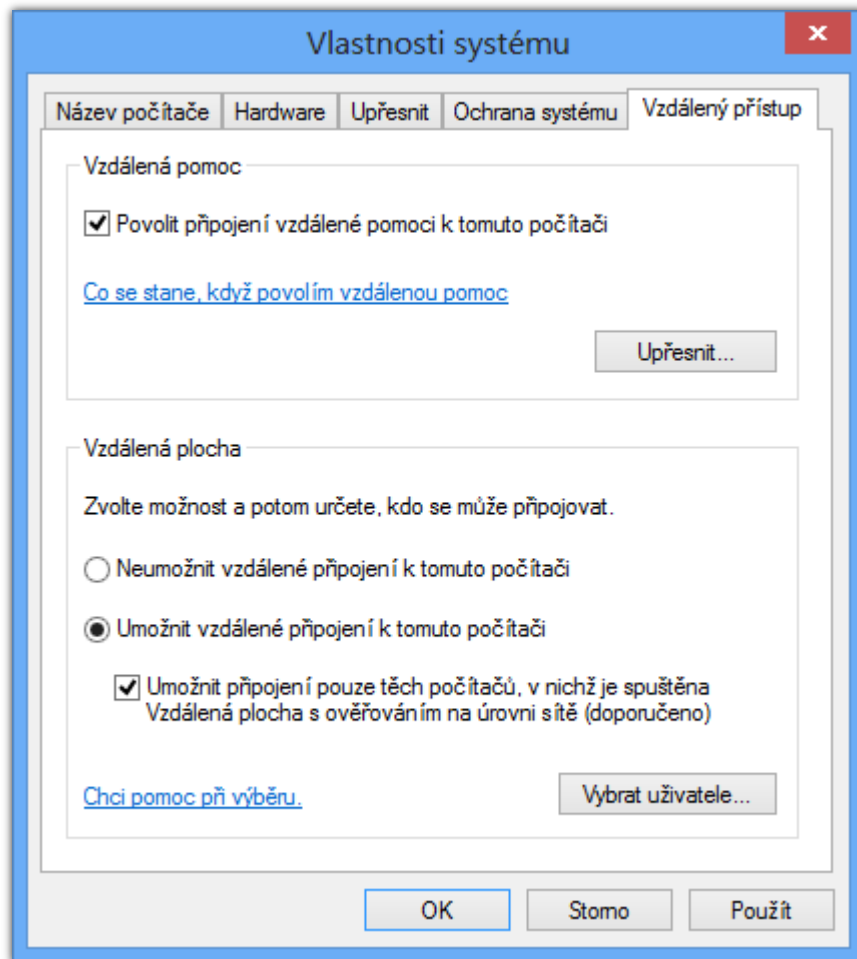 Vlastnosti systému
Název počítače
Hardware
Upřesnit
Ochrana systému
Vzdálený přístup
Vzdálená pomoc
Povolit připojení vzdálené pomoci k tomuto počítači
Co se stane, když povolím vzdálenou pomoc
Upřesnit...
Vzdálená plocha
Zvolte možnost a potom určete, kdo se může připojovat.
Neumožnit vzdálené připojení k tomuto počítači
Umožnit vzdálené připojení k tomuto počítači
Umožnit připojení pouze těch počítačů, v nichž je spuštěna
Vzdálená plocha s ověřováním na úrovni sítě (doporučeno)
Chci pomoc při výběru.
Vybrat uživatele...
OK
Storno
Použít